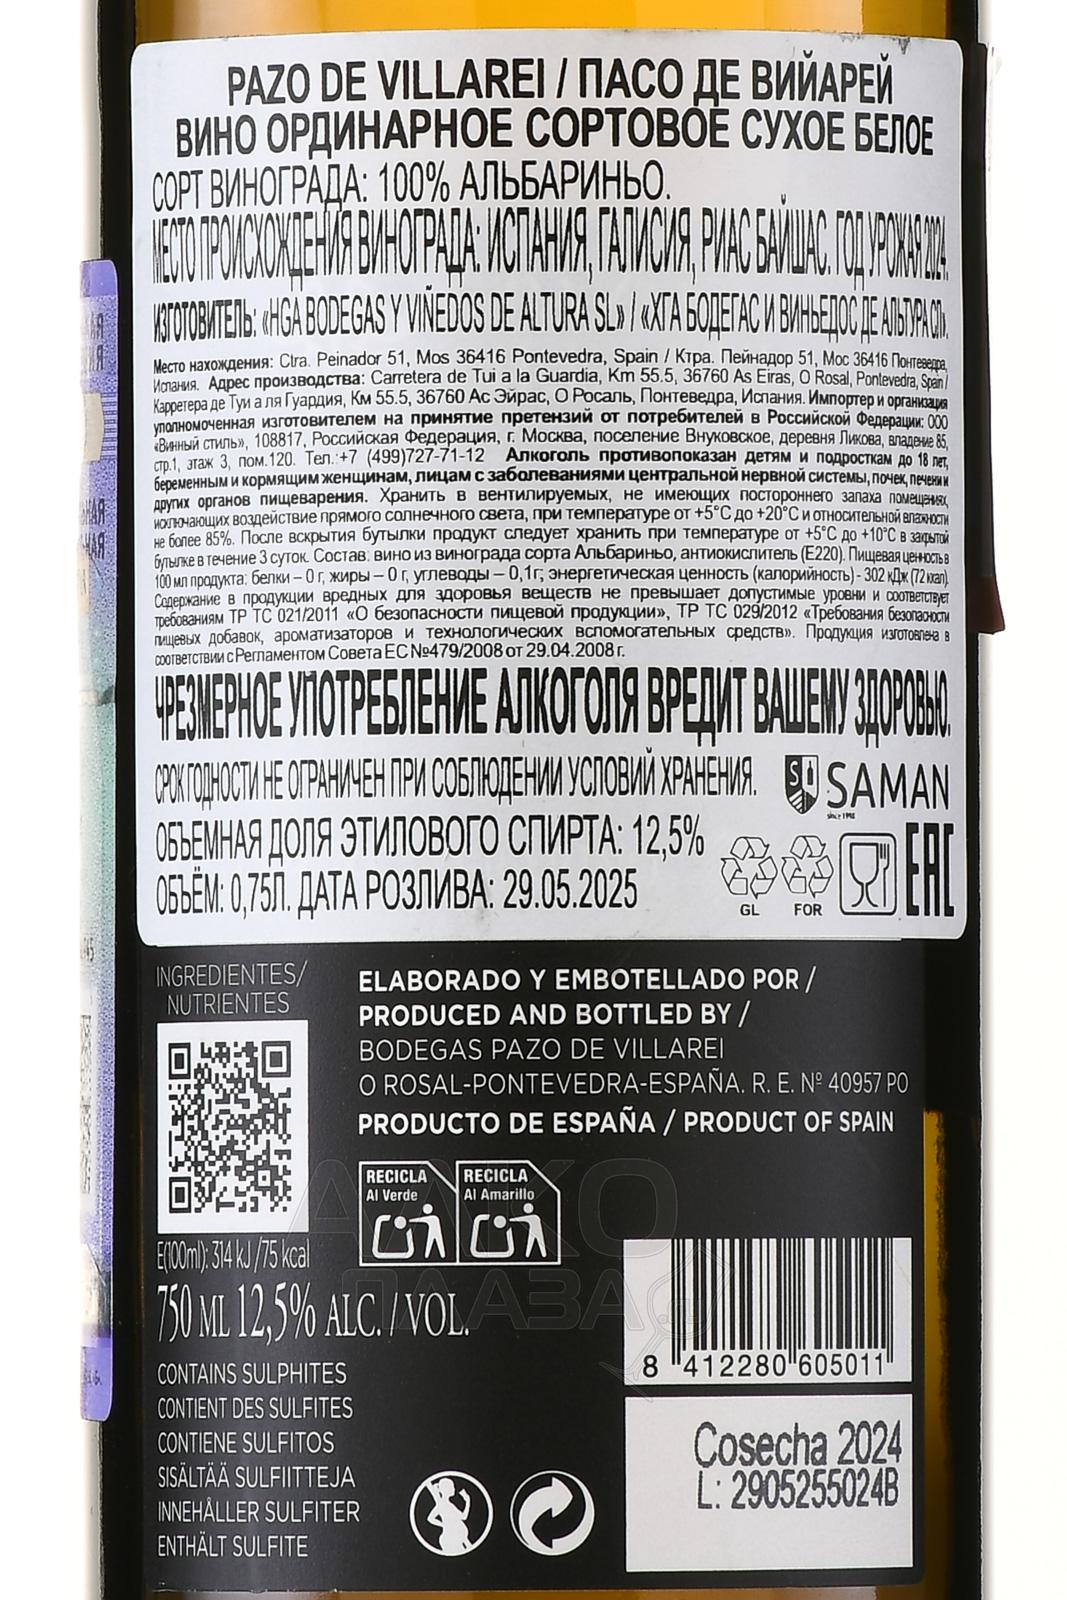 PAZO DE VILLAREI / ПАСО ДЕ ВИЙАРЕЙ
ВИНО ОРДИНАРНОЕ СОРТОВОЕ СУХОЕ БЕЛОЕ
СОРТ ВИНОГРАДА: 100% АЛЬБАРИНЬО.
МЕСТО ПРОИСХОЖДЕНИЯ ВИНОГРАДА: ИСПАНИЯ, ГАЛИСИЯ, РИАС БАЙШАС. ГОД УРОЖАЯ 2024.
ИЗГОТОВИТЕЛЬ: «HGA BODEGAS Y VIÑEDOS DE ALTURA SL» / «ХГА БОДЕГАС И ВИНЬЕДОС ДЕ АЛЬТУРА СЛ».
Место нахождения: Ctra. Peinador 51, Mos 36416 Pontevedra, Spain / Ктра. Пейнадор 51, Мос 36416 Понтеведра,
Испания. Адрес производства: Carretera de Tui a la Guardia, Km 55.5, 36760 As Eiras, O Rosal, Pontevedra, Spain /
Карретера де Туи а ля Гуардия, Км 55.5, 36760 Ас Эйрас, О Росаль, Понтеведра, Испания. Импортер и организация
уполномоченная изготовителем на принятие претензий от потребителей в Российской Федерации: ООО
«Винный стиль», 108817, Российская Федерация, г. Москва, поселение Внуковское, деревня Ликова, владение 85,
стр.1, этаж 3, пом.120. Тел.:+7 (499)727-71-12 Алкоголь противопоказан детям и подросткам до 18 лет,
беременным и кормящим женщинам, лицам с заболеваниями центральной нервной системы, почек, печени и
других органов пищеварения. Хранить в вентилируемых, не имеющих постороннего запаха помещениях,
исключающих воздействие прямого солнечного света, при температуре от +5°С до +20°С и относительной влажности
не более 85%. После вскрытия бутылки продукт следует хранить при температуре от +5°С до +10°С в закрытой
бутылке в течение 3 суток. Состав: вино из винограда сорта Альбариньо, антиокислитель (Е220). Пищевая ценность в
100 мл продукта: белки – 0 г, жиры – 0 г, углеводы – 0,1г; энергетическая ценность (калорийность) - 302 кДж (72 ккал).
Содержание в продукции вредных для здоровья веществ не превышает допустимые уровни и соответствует
требованиям ТР ТС 021/2011 «О безопасности пищевой продукции», ТР ТС 029/2012 «Требования безопасности
пищевых добавок, ароматизаторов и технологических вспомогательных средств». Продукция изготовлена в
соответствии с Регламентом Совета ЕС №479/2008 от 29.04.2008 г.
ЧРЕЗМЕРНОЕ УПОТРЕБЛЕНИЕ АЛКОГОЛЯ ВРЕДИТ ВАШЕМУ ЗДОРОВЬЮ.
СРОК ГОДНОСТИ НЕ ОГРАНИЧЕН ПРИ СОБЛЮДЕНИИ УСЛОВИЙ ХРАНЕНИЯ.
S SAMAN
since 1998
ОБЪЕМНАЯ ДОЛЯ ЭТИЛОВОГО СПИРТА: 12,5%
ОБЪЁМ: 0,75Л. ДАТА РОЗЛИВА: 29.05.2025
GL FOR EAC
INGREDIENTES/
NUTRIENTES
ELABORADO Y EMBOTELLADO POR /
PRODUCED AND BOTTLED BY /
BODEGAS PAZO DE VILLAREI
O ROSAL-PONTEVEDRA-ESPAÑA. R. E. Nº 40957 PO
PRODUCTO DE ESPAÑA / PRODUCT OF SPAIN
RECICLA
Al Verde
RECICLA
Al Amarillo
E(100ml): 314 kJ /75 kcal
750 ML 12,5% ALC. / VOL.
CONTAINS SULPHITES
CONTIENT DES SULFITES
CONTIENE SULFITOS
SISÄLTÄÄ SULFIITTEJA
INNEHÅLLER SULFITER
ENTHÄLT SULFITE
8 412280 605011
Cosecha 2024
L: 2905255024B
АЛКО
ПЛАЗА